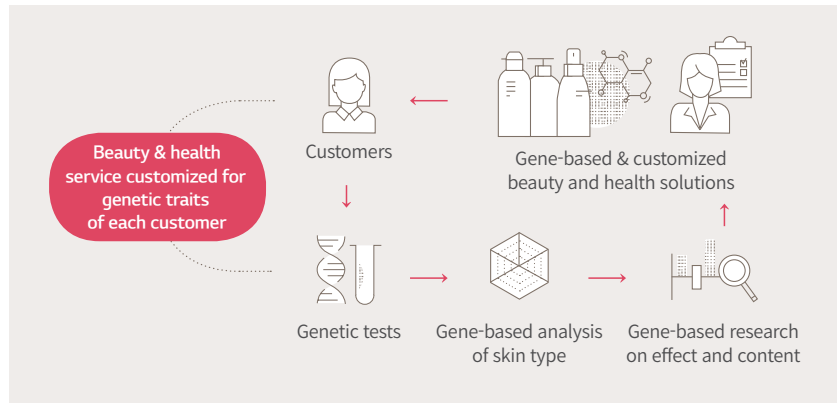 Beauty & health
service customized for
genetic traits
of each customer
Customers
Gene-based & customized
beauty and health solutions
Genetic tests
Gene-based analysis
of skin type
Gene-based research
on effect and content